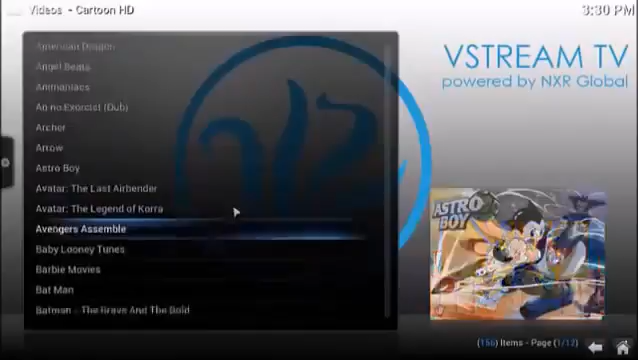 Videos - Cartoon HD
3:30 PM
American Dragon
Angel Beats
Animaniacs
Ao no Exorcist (Dub)
Archer
Arrow
Astro Boy
Avatar: The Last Airbender
Avatar: The Legend of Korra
Avengers Assemble
Baby Looney Tunes
Barbie Movies
Bat Man
Batman - The Brave And The Bold
VSTREAM TV
powered by NXR Global
ASTRO
BOY
(156) Items - Page (1/12)